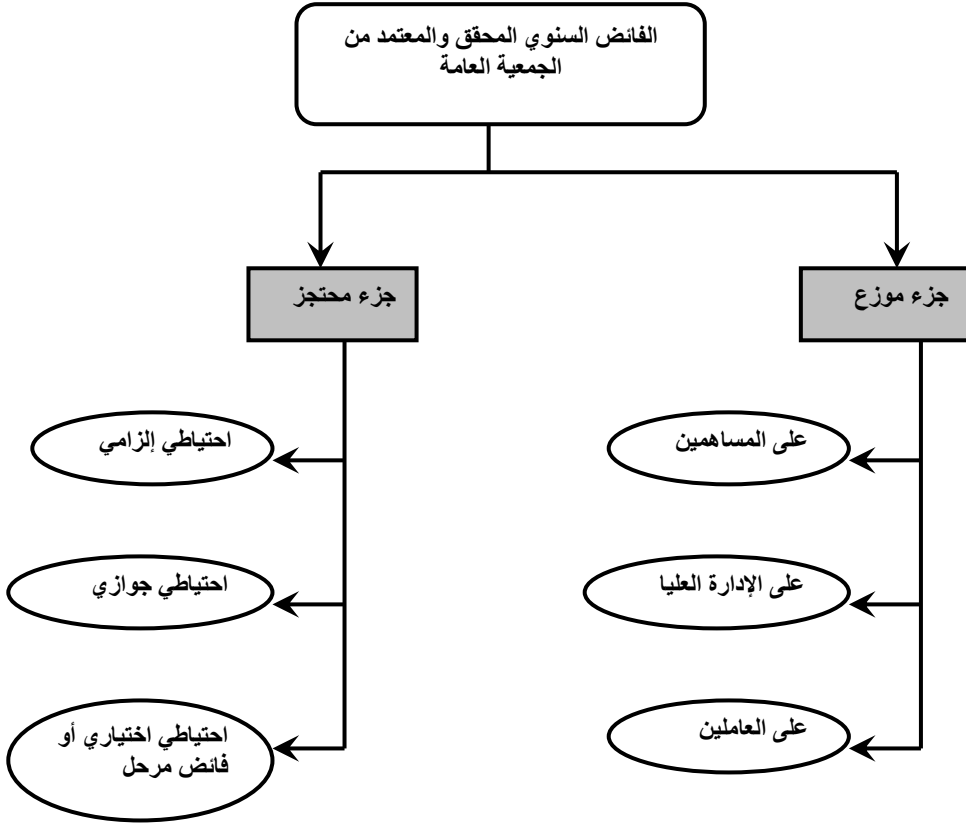 الفائض السنوي المحقق والمعتمد من
الجمعية العامة
جزء موزع
جزء محتجز
على المساهمين
احتياطي إلزامي
على الإدارة العليا
احتياطي جوازي
على العاملين
احتياطي اختياري أو
فائض مرحل